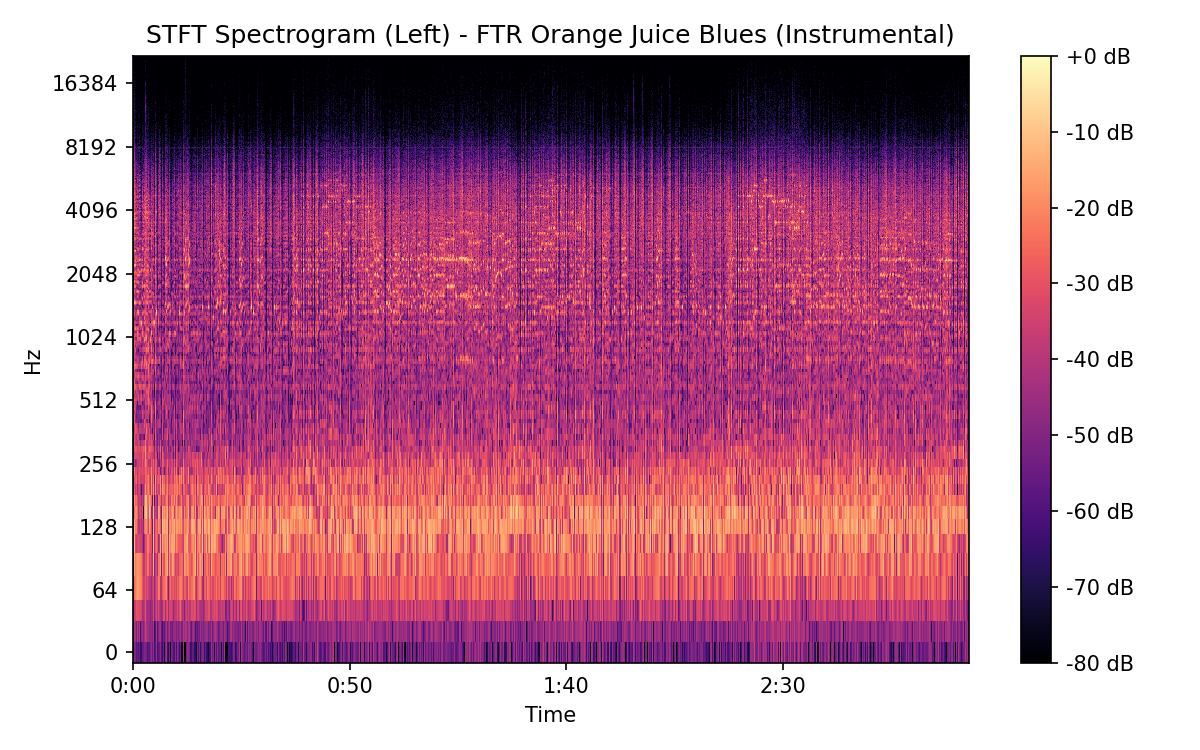 STFT Spectrogram (Left) - FTR Orange Juice Blues (Instrumental)
Hz
16384
8192
4096
2048
1024
512
256
128
64
0
0:00 0:50 1:40 2:30
Time
+0 dB
-10 dB
-20 dB
-30 dB
-40 dB
-50 dB
-60 dB
-70 dB
-80 dB